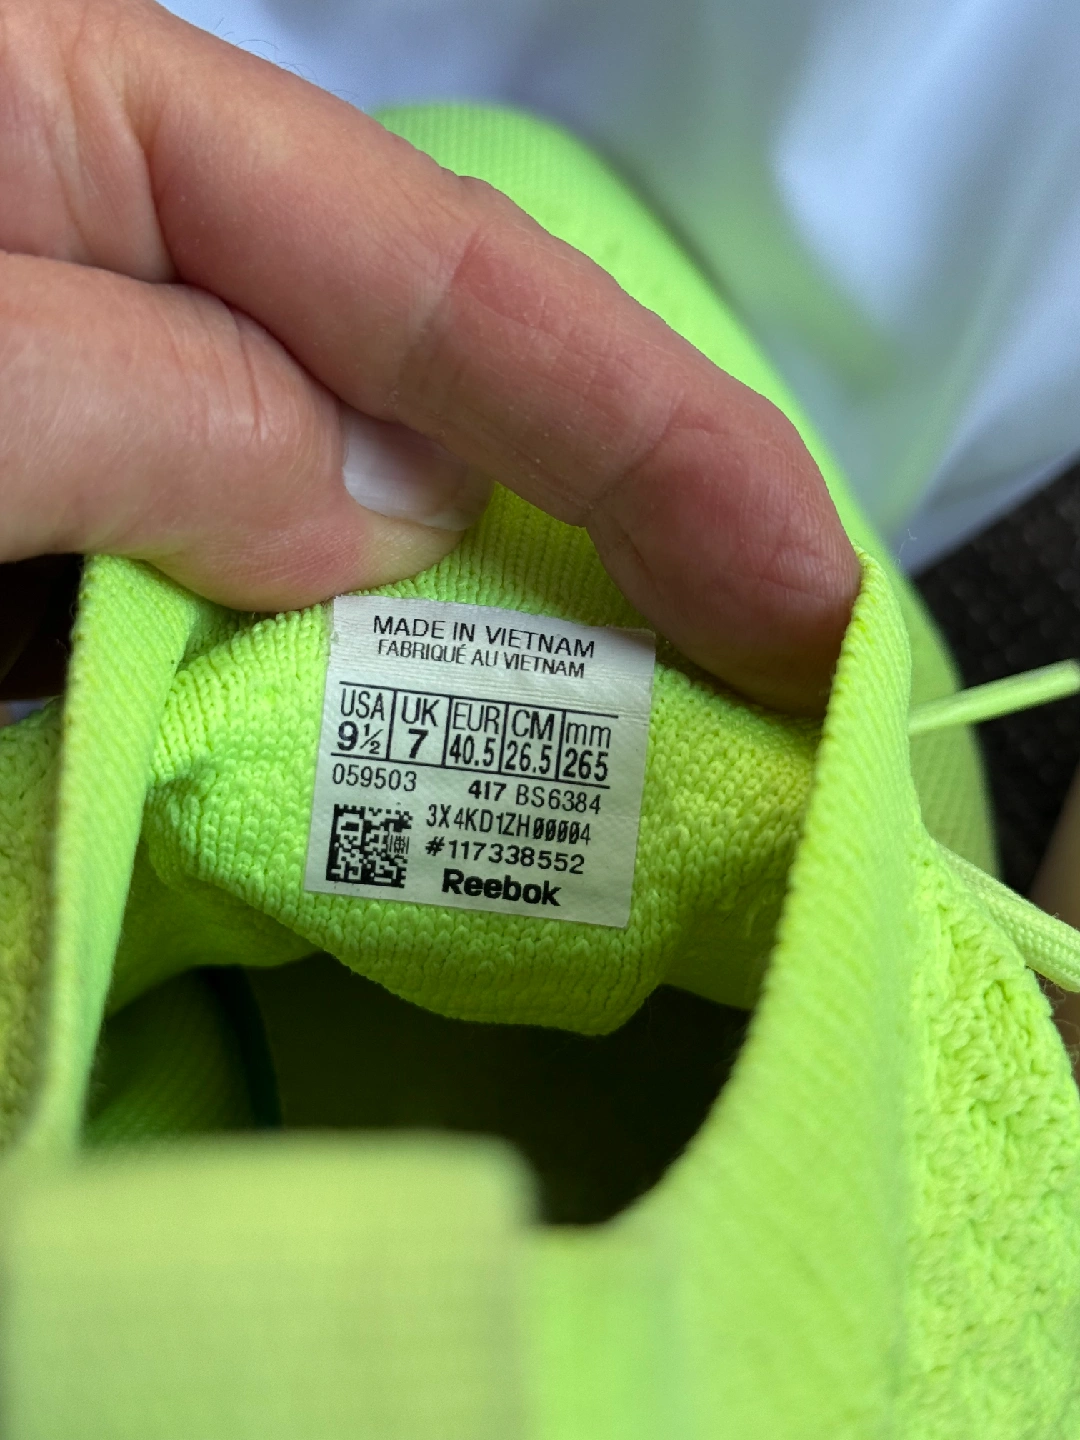 MADE IN VIETNAM
FABRIQUÉ AU VIETNAM
USA UK EUR CM mm
9½ 7 40.5 26.5 265
059503 417 BS6384
3X4KD1ZH00004
#117338552
Reebok